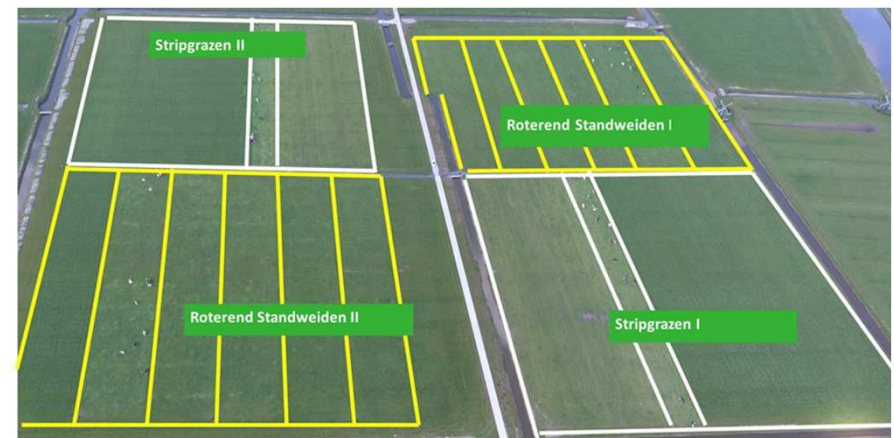 Stripgrazen II
Roterend Standweiden I
Roterend Standweiden II
Stripgrazen I